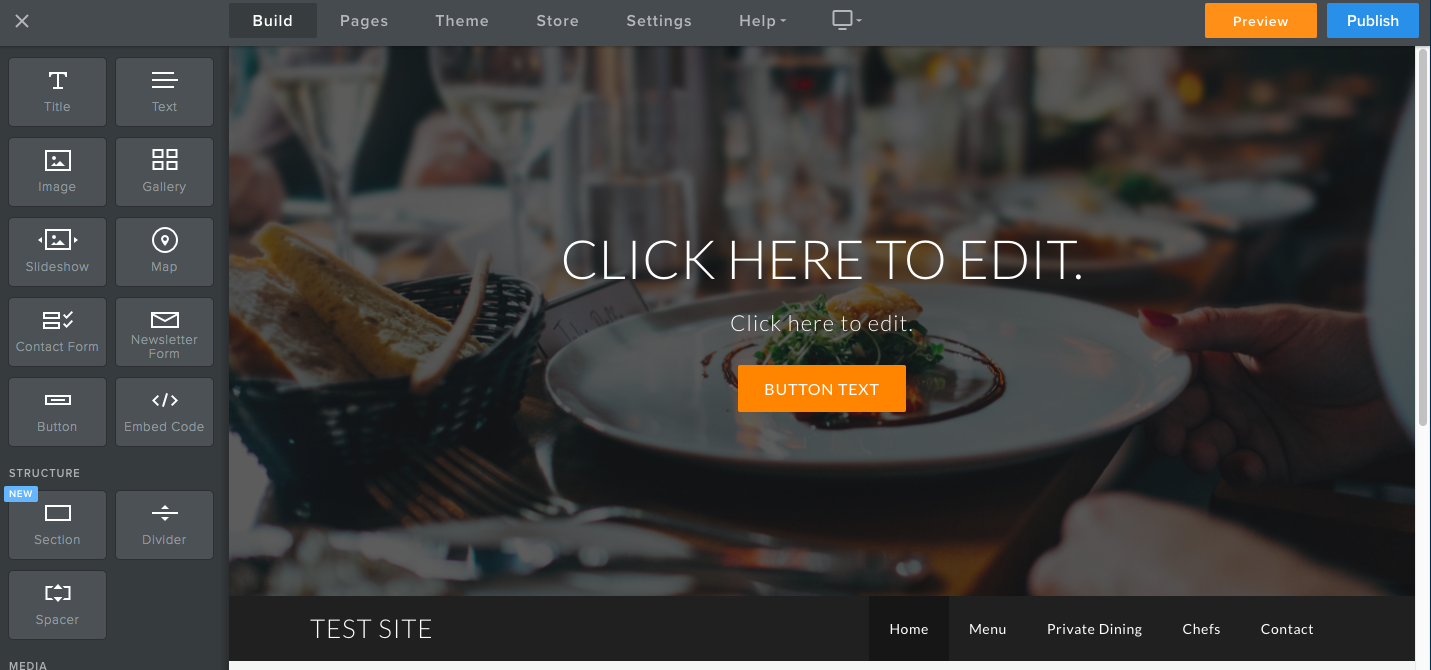 Build
Pages
Theme
Store
Settings
Help
Preview
Publish
Title
Text
Image
Gallery
Slideshow
Map
Contact Form
Newsletter
Form
Button
Embed Code
STRUCTURE
NEW
Section
Divider
Spacer
MEDIA
CLICK HERE TO EDIT.
Click here to edit.
BUTTON TEXT
TEST SITE
Home
Menu
Private Dining
Chefs
Contact